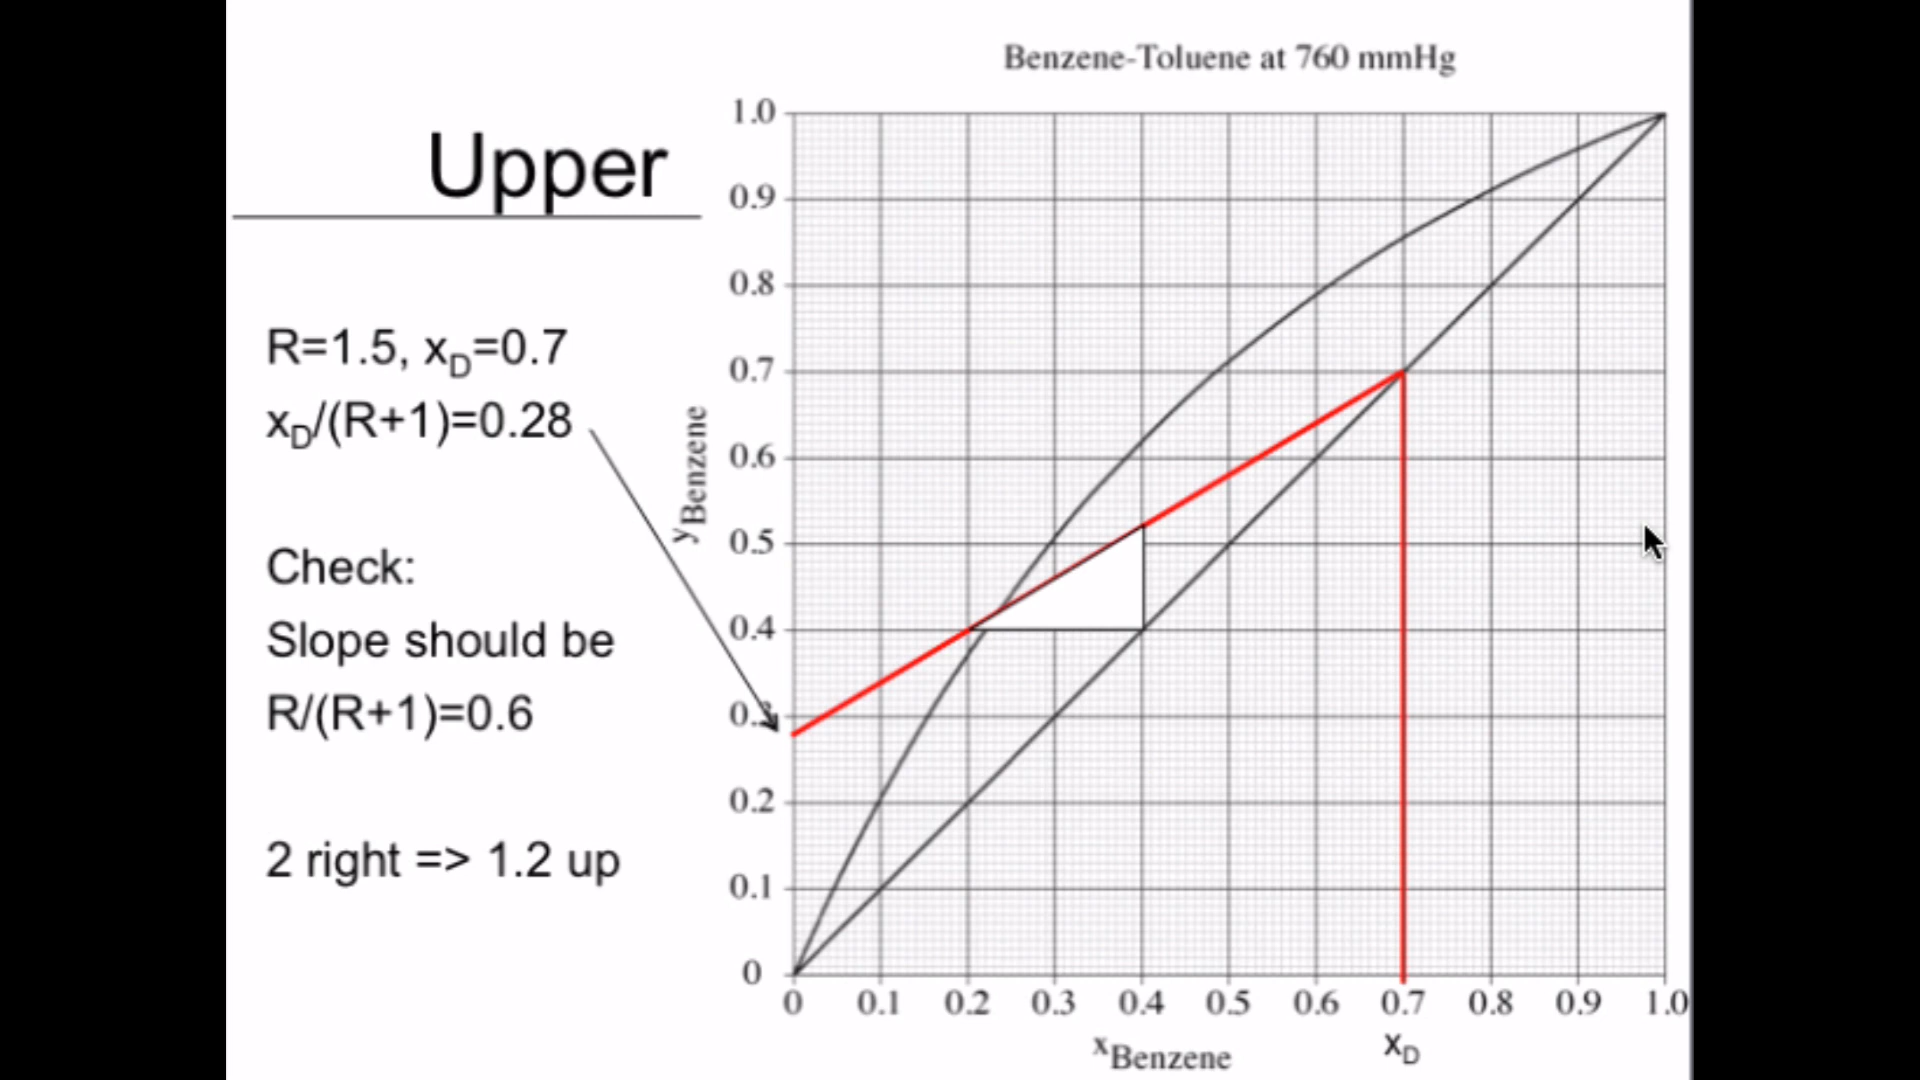 Upper
R=1.5, xD=0.7
xD/(R+1)=0.28
Check:
Slope should be
R/(R+1)=0.6
2 right => 1.2 up
Benzene-Toluene at 760 mmHg
yBenzene
1.0
0.9
0.8
0.7
0.6
0.5
0.4
0.3
0.2
0.1
0
0 0.1 0.2 0.3 0.4 0.5 0.6 0.7 0.8 0.9 1.0
xBenzene
xD